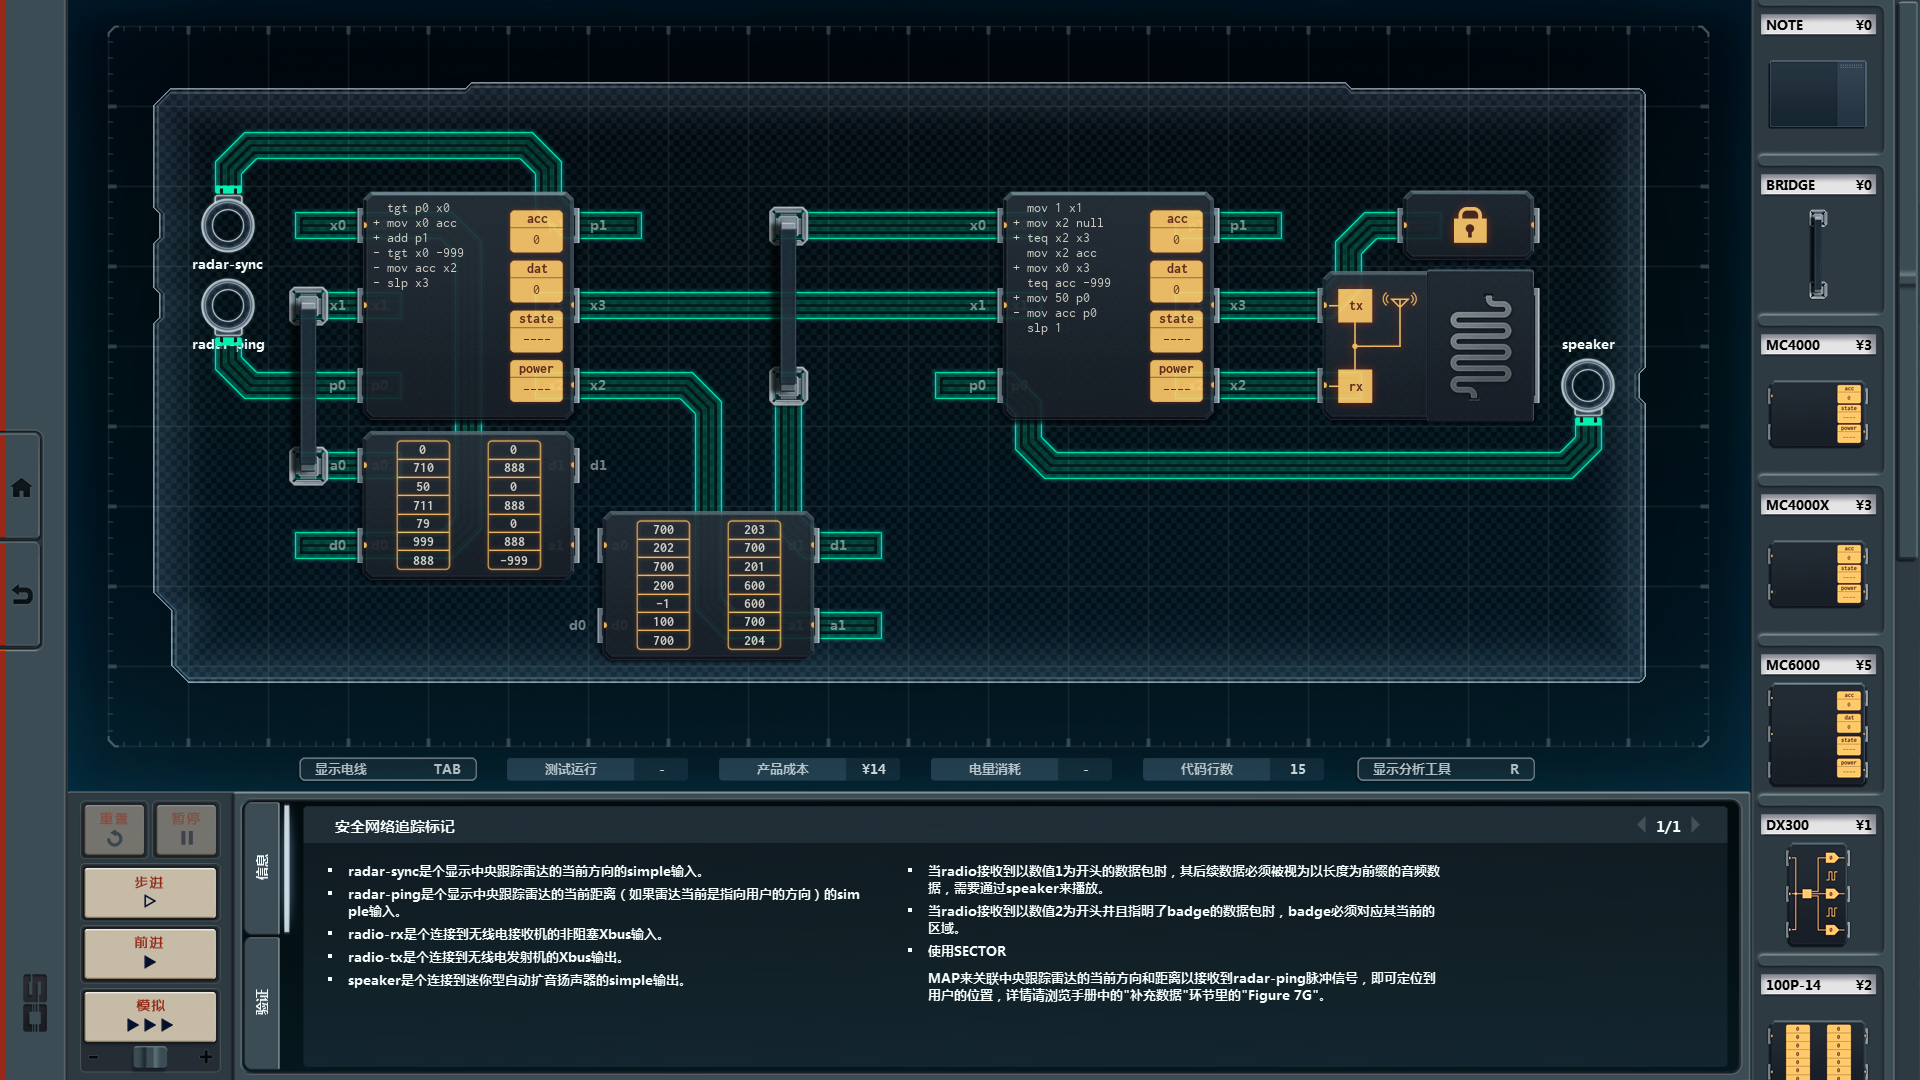 NOTE ¥0
BRIDGE ¥0
MC4000 ¥3
MC4000X ¥3
MC6000 ¥5
DX300 ¥1
100P-14 ¥2
radar-sync
radar-ping
speaker
x0
x1
p0
p1
x3
x2
tgt p0 x0
+ mov x0 acc
+ add p1
- tgt x0 -999
- mov acc x2
- slp x3
acc
0
dat
0
state
----
power
----
a0
d0
d1
0
710
50
711
79
999
888
0
888
0
888
0
888
-999
d0
d1
a1
700
202
700
200
-1
100
700
203
700
201
600
600
700
204
x0
x1
p0
p1
x3
x2
mov 1 x1
+ mov x2 null
+ teq x2 x3
mov x2 acc
+ mov x0 x3
teq acc -999
+ mov 50 p0
- mov acc p0
slp 1
acc
0
dat
0
state
----
power
----
tx
rx
显示电线 TAB
测试运行 -
产品成本 ¥14
电量消耗 -
代码行数 15
显示分析工具 R
重置
暂停
步进
前进
模拟
- +
信息
验证
安全网络追踪标记
1/1
▪ radar-sync是个显示中央跟踪雷达的当前方向的simple输入。
▪ radar-ping是个显示中央跟踪雷达的当前距离（如果雷达当前是指向用户的方向）的sim
ple输入。
▪ radio-rx是个连接到无线电接收机的非阻塞Xbus输入。
▪ radio-tx是个连接到无线电发射机的Xbus输出。
▪ speaker是个连接到迷你型自动扩音扬声器的simple输出。
▪ 当radio接收到以数值1为开头的数据包时，其后续数据必须被视为以长度为前缀的音频数
据，需要通过speaker来播放。
▪ 当radio接收到以数值2为开头并且指明了badge的数据包时，badge必须对应其当前的
区域。
▪ 使用SECTOR
MAP来关联中央跟踪雷达的当前方向和距离以接收到radar-ping脉冲信号，即可定位到
用户的位置，详情请浏览手册中的"补充数据"环节里的"Figure 7G"。